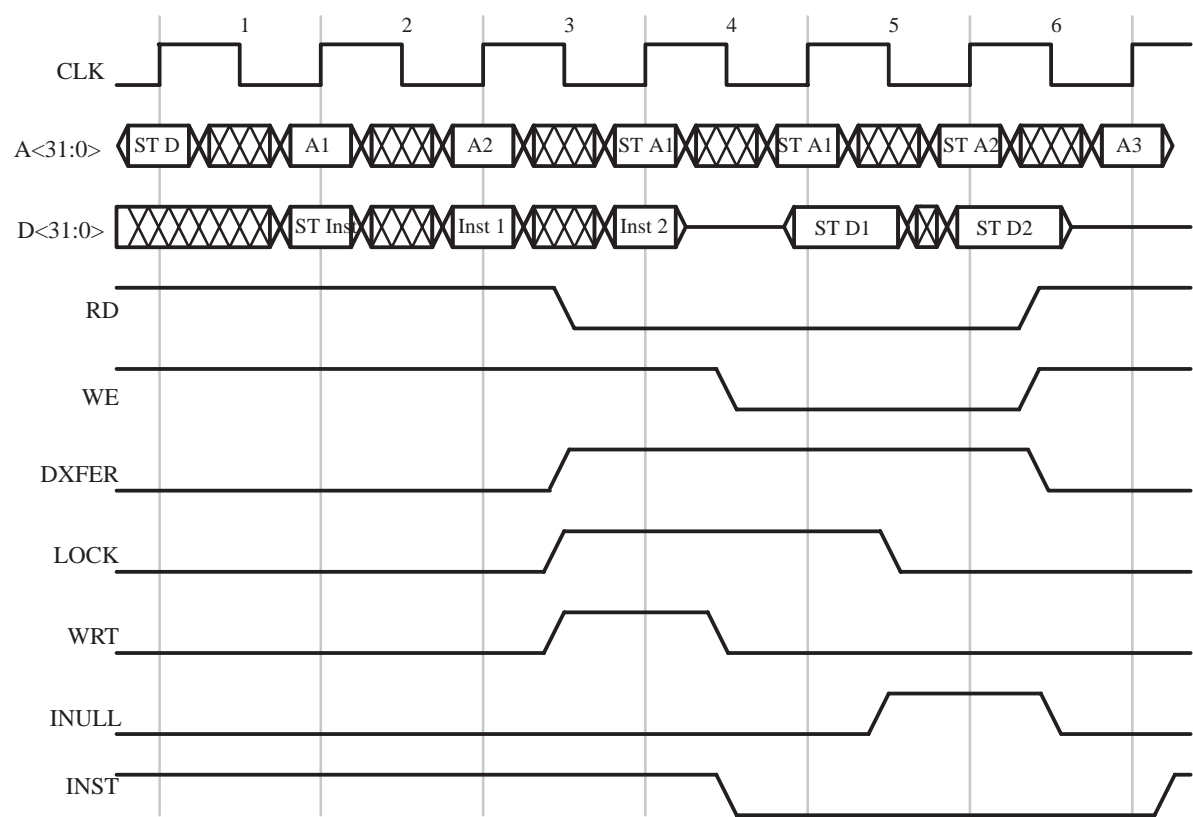 1 2 3 4 5 6
CLK
A<31:0> ST D A1 A2 ST A1 ST A1 ST A2 A3
D<31:0> ST Inst Inst 1 Inst 2 ST D1 ST D2
RD
WE
DXFER
LOCK
WRT
INULL
INST